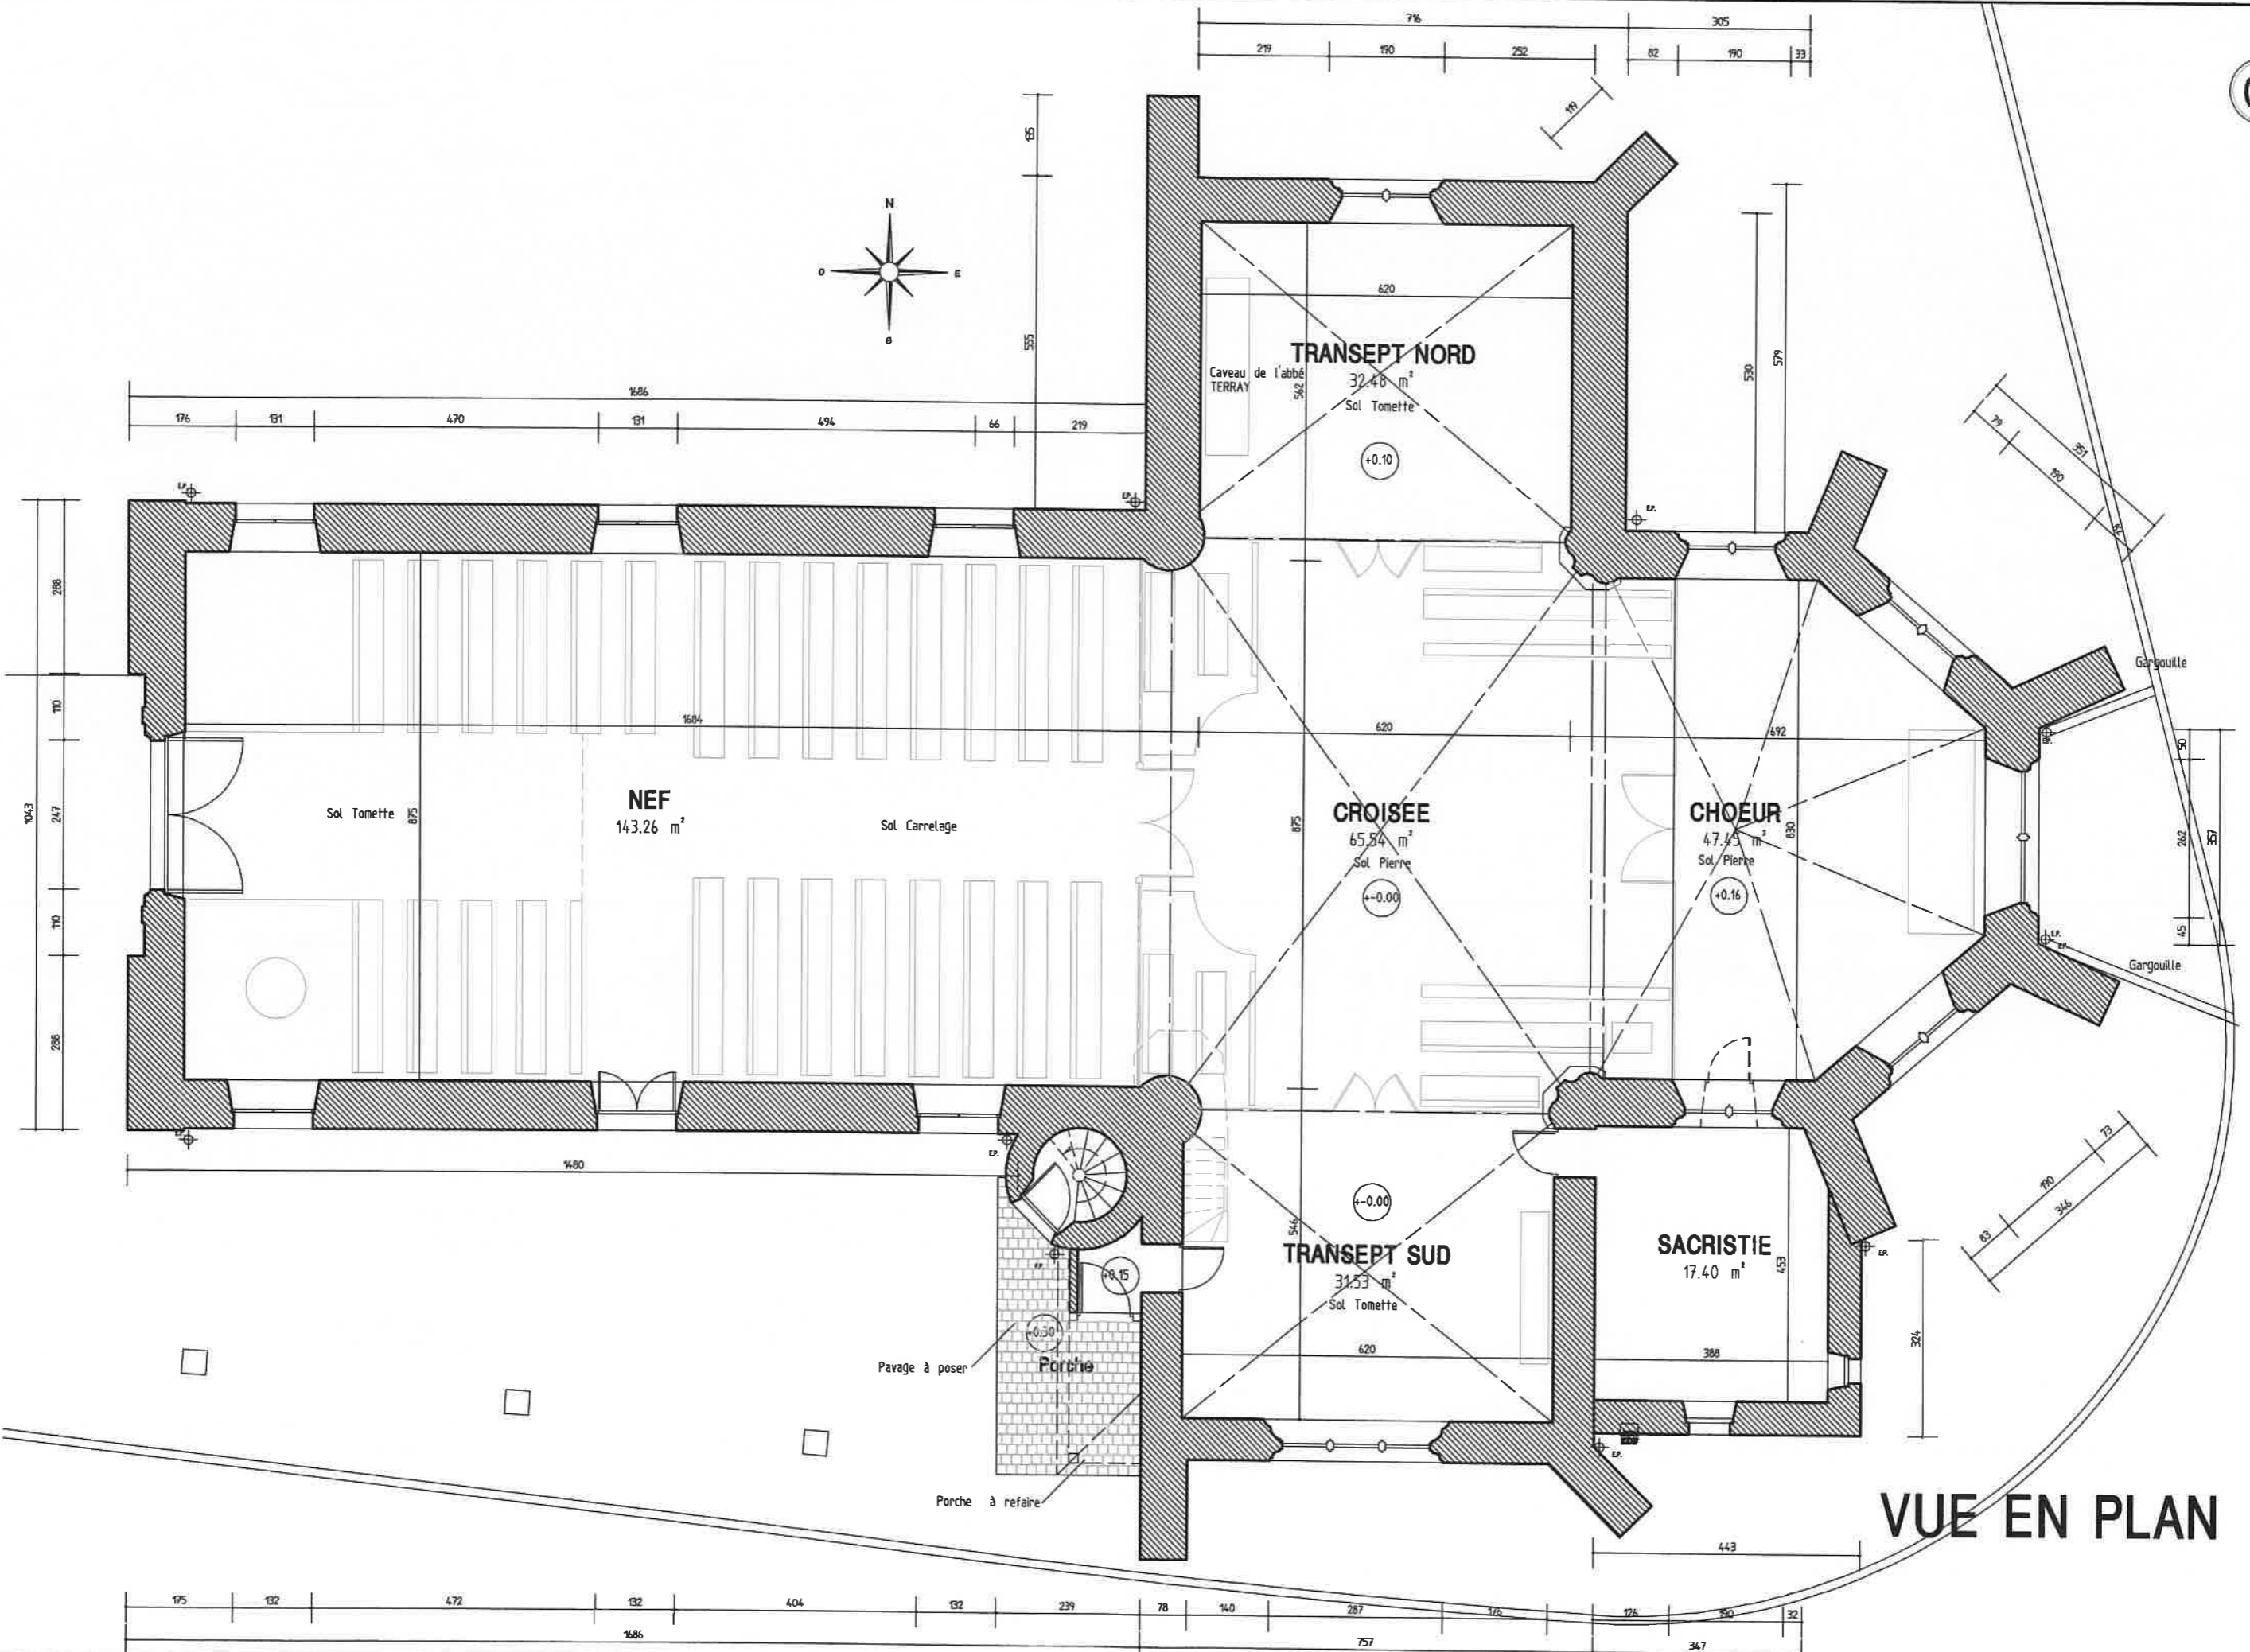 716
305
219
190
252
82
190
33
119
195
N
O
E
555
620
TRANSEPT NORD
Caveau de l'abbé
TERRAY
32.48 m²
562
Sol Tomette
+0.10
530
579
351
79
190
1686
176
131
470
131
494
66
219
E.P.
E.P.
E.P.
Gargouille
1043
288
110
247
110
288
1684
620
692
NEF
143.26 m²
Sol Tomette
875
Sol Carrelage
CROISEE
65.54 m²
Sol Pierre
+-0.00
875
CHOEUR
47.45 m²
Sol Pierre
830
+0.16
50
262
357
45
E.P.
E.P.
Gargouille
E.P.
1480
+-0.00
546
TRANSEPT SUD
31.53 m²
Sol Tomette
620
SACRISTIE
17.40 m²
453
388
E.P.
324
73
190
346
83
+0.15
+0.30
Porche
Pavage à poser
Porche à refaire
E.P.
VUE EN PLAN
443
175
132
472
132
404
132
239
78
140
287
176
126
190
32
1686
757
347